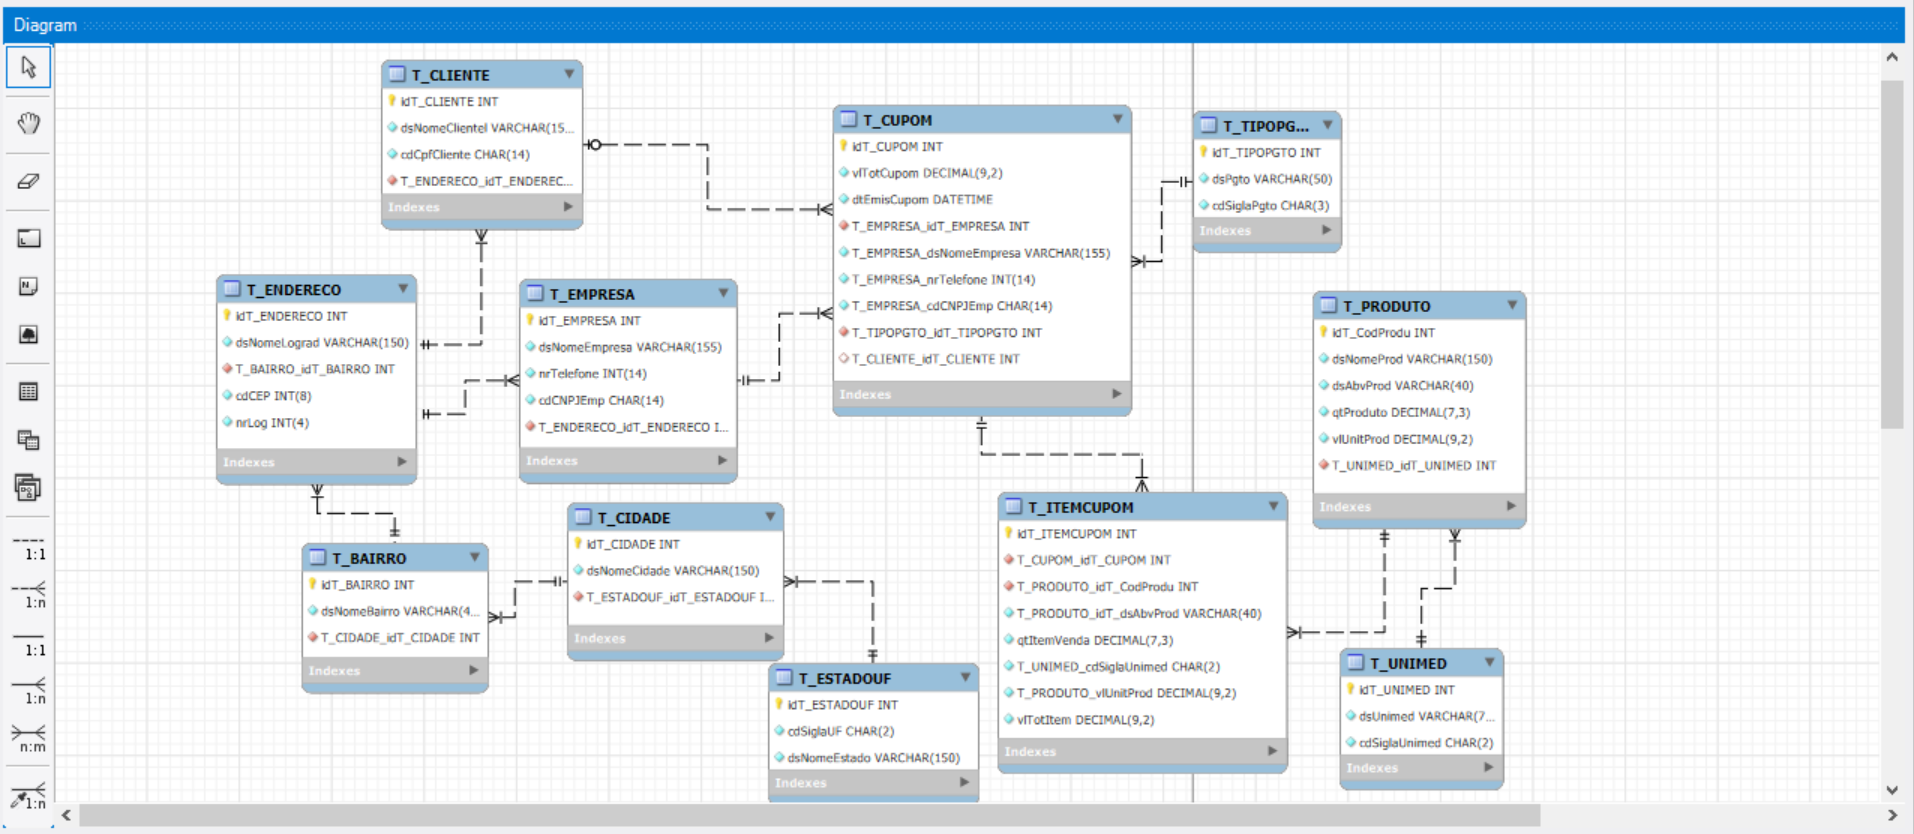 Diagram
T_CLIENTE
idT_CLIENTE INT
dsNomeClientel VARCHAR(15...
cdCpfCliente CHAR(14)
T_ENDERECO_idT_ENDEREC...
Indexes
T_CUPOM
idT_CUPOM INT
vlTotCupom DECIMAL(9,2)
dtEmisCupom DATETIME
T_EMPRESA_idT_EMPRESA INT
T_EMPRESA_dsNomeEmpresa VARCHAR(155)
T_EMPRESA_nrTelefone INT(14)
T_EMPRESA_cdCNPJEmp CHAR(14)
T_TIPOPGTO_idT_TIPOPGTO INT
T_CLIENTE_idT_CLIENTE INT
Indexes
T_TIPOPG...
idT_TIPOPGTO INT
dsPgto VARCHAR(50)
cdSiglaPgto CHAR(3)
Indexes
T_ENDERECO
idT_ENDERECO INT
dsNomeLograd VARCHAR(150)
T_BAIRRO_idT_BAIRRO INT
cdCEP INT(8)
nrLog INT(4)
Indexes
T_EMPRESA
idT_EMPRESA INT
dsNomeEmpresa VARCHAR(155)
nrTelefone INT(14)
cdCNPJEmp CHAR(14)
T_ENDERECO_idT_ENDERECO I...
Indexes
T_PRODUTO
idT_CodProdu INT
dsNomeProd VARCHAR(150)
dsAbvProd VARCHAR(40)
qtProduto DECIMAL(7,3)
vlUnitProd DECIMAL(9,2)
T_UNIMED_idT_UNIMED INT
Indexes
T_BAIRRO
idT_BAIRRO INT
dsNomeBairro VARCHAR(4...
T_CIDADE_idT_CIDADE INT
Indexes
T_CIDADE
idT_CIDADE INT
dsNomeCidade VARCHAR(150)
T_ESTADOUF_idT_ESTADOUF I...
Indexes
T_ESTADOUF
idT_ESTADOUF INT
cdSiglaUF CHAR(2)
dsNomeEstado VARCHAR(150)
Indexes
T_ITEMCUPOM
idT_ITEMCUPOM INT
T_CUPOM_idT_CUPOM INT
T_PRODUTO_idT_CodProdu INT
T_PRODUTO_idT_dsAbvProd VARCHAR(40)
qtItemVenda DECIMAL(7,3)
T_UNIMED_cdSiglaUnimed CHAR(2)
T_PRODUTO_vlUnitProd DECIMAL(9,2)
vlTotItem DECIMAL(9,2)
Indexes
T_UNIMED
idT_UNIMED INT
dsUnimed VARCHAR(7...
cdSiglaUnimed CHAR(2)
Indexes
1:1
1:n
1:1
1:n
n:m
1:n